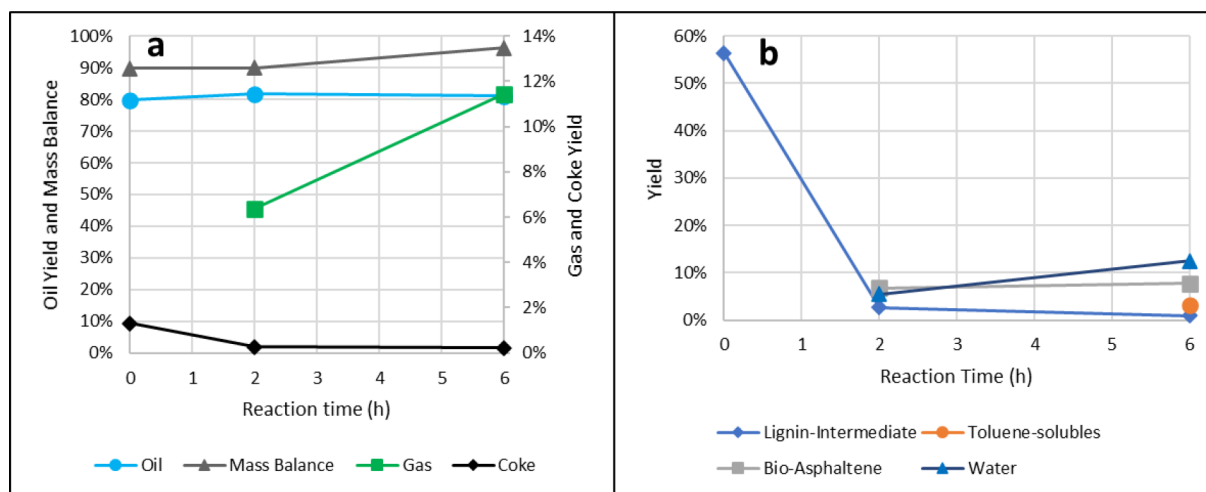 a
Oil Yield and Mass Balance
100%
90%
80%
70%
60%
50%
40%
30%
20%
10%
0%
14%
12%
10%
8%
6%
4%
2%
0%
Gas and Coke Yield
0 1 2 3 4 5 6
Reaction time (h)
Oil Mass Balance Gas Coke
b
Yield
60%
50%
40%
30%
20%
10%
0%
0 1 2 3 4 5 6
Reaction Time (h)
Lignin-Intermediate Toluene-solubles
Bio-Asphaltene Water